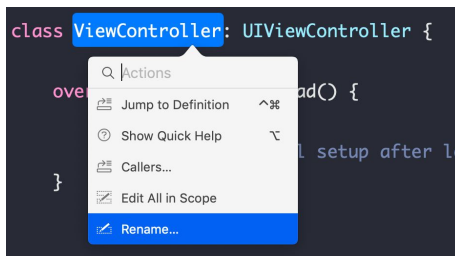 class ViewController: UIViewController {
Actions
ad() {
Jump to Definition ^⌘
Show Quick Help ⌥
Callers...
setup after
}
Edit All in Scope
Rename...